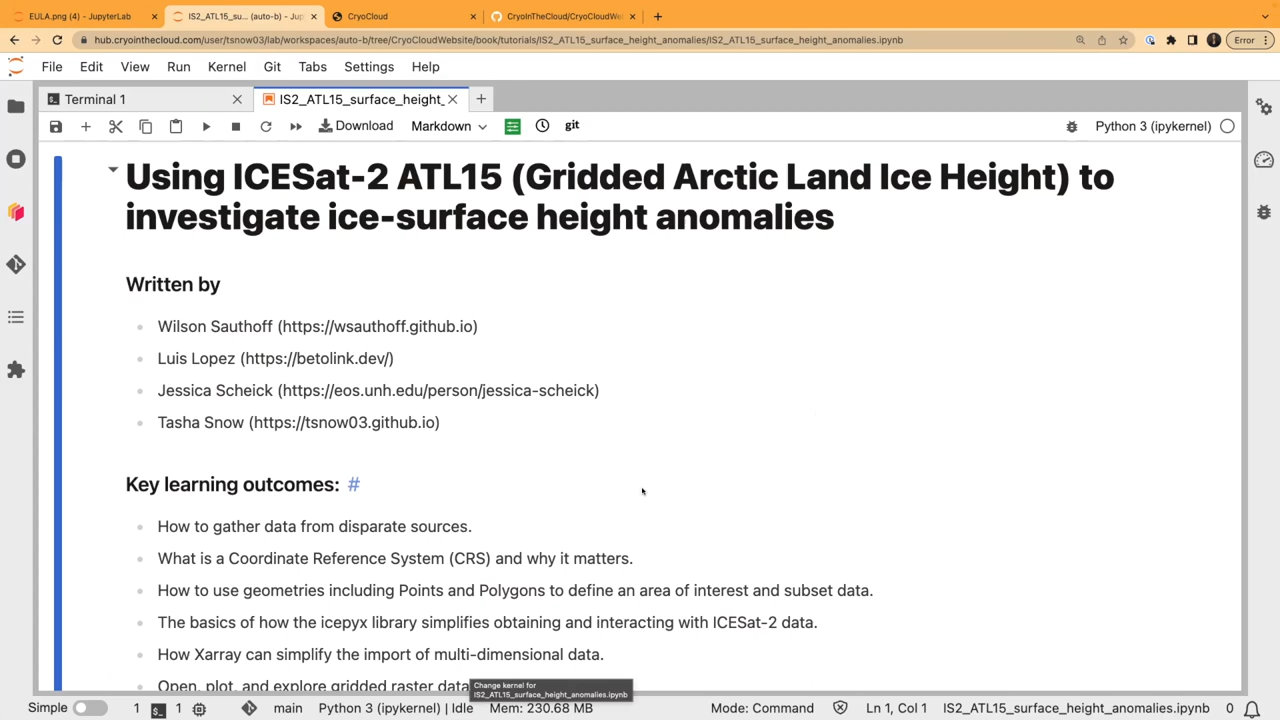 EULA.png (4) - JupyterLab
IS2_ATL15_su... (auto-b) - Jup
CryoCloud
CryoInTheCloud/CryoCloudWe
hub.cryointhecloud.com/user/tsnow03/lab/workspaces/auto-b/tree/CryoCloudWebsite/book/tutorials/IS2_ATL15_surface_height_anomalies/IS2_ATL15_surface_height_anomalies.ipynb
Error
File Edit View Run Kernel Git Tabs Settings Help
Terminal 1
IS2_ATL15_surface_height_
Download
Markdown
git
Python 3 (ipykernel)
Using ICESat-2 ATL15 (Gridded Arctic Land Ice Height) to
investigate ice-surface height anomalies
Written by
Wilson Sauthoff (https://wsauthoff.github.io)
Luis Lopez (https://betolink.dev/)
Jessica Scheick (https://eos.unh.edu/person/jessica-scheick)
Tasha Snow (https://tsnow03.github.io)
Key learning outcomes: #
How to gather data from disparate sources.
What is a Coordinate Reference System (CRS) and why it matters.
How to use geometries including Points and Polygons to define an area of interest and subset data.
The basics of how the icepyx library simplifies obtaining and interacting with ICESat-2 data.
How Xarray can simplify the import of multi-dimensional data.
Open, plot, and explore gridded raster data
Change kernel for
IS2_ATL15_surface_height_anomalies.ipynb
Simple 1 1 main Python 3 (ipykernel) | Idle Mem: 230.68 MB Mode: Command Ln 1, Col 1 IS2_ATL15_surface_height_anomalies.ipynb 0